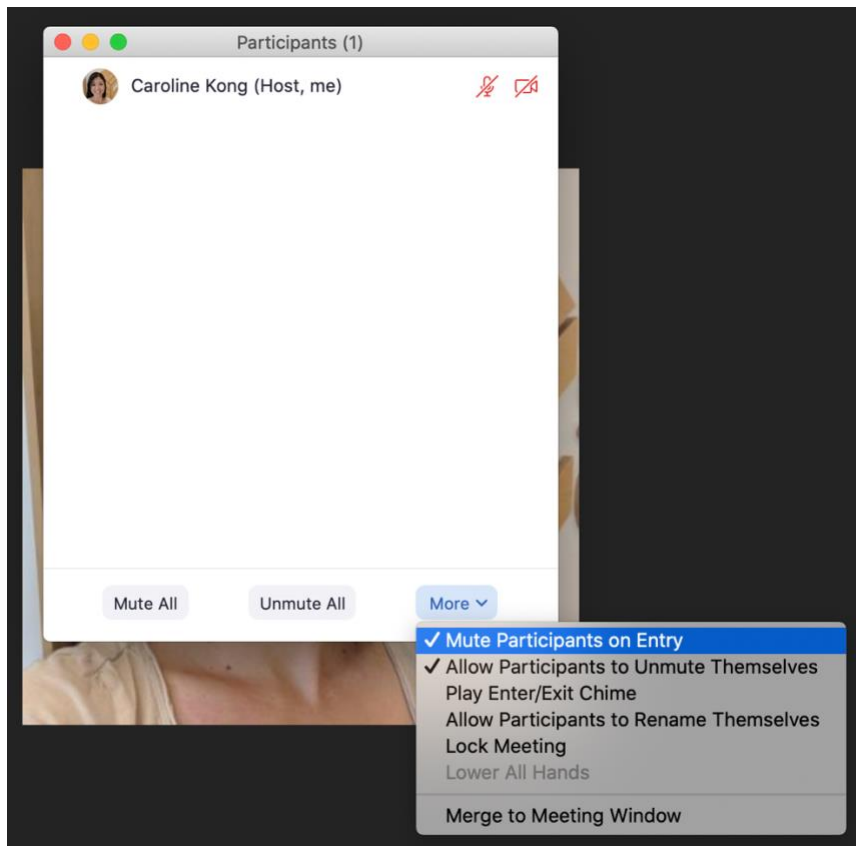 Participants (1)
Caroline Kong (Host, me)
Mute All Unmute All More
✓ Mute Participants on Entry
✓ Allow Participants to Unmute Themselves
Play Enter/Exit Chime
Allow Participants to Rename Themselves
Lock Meeting
Lower All Hands
Merge to Meeting Window